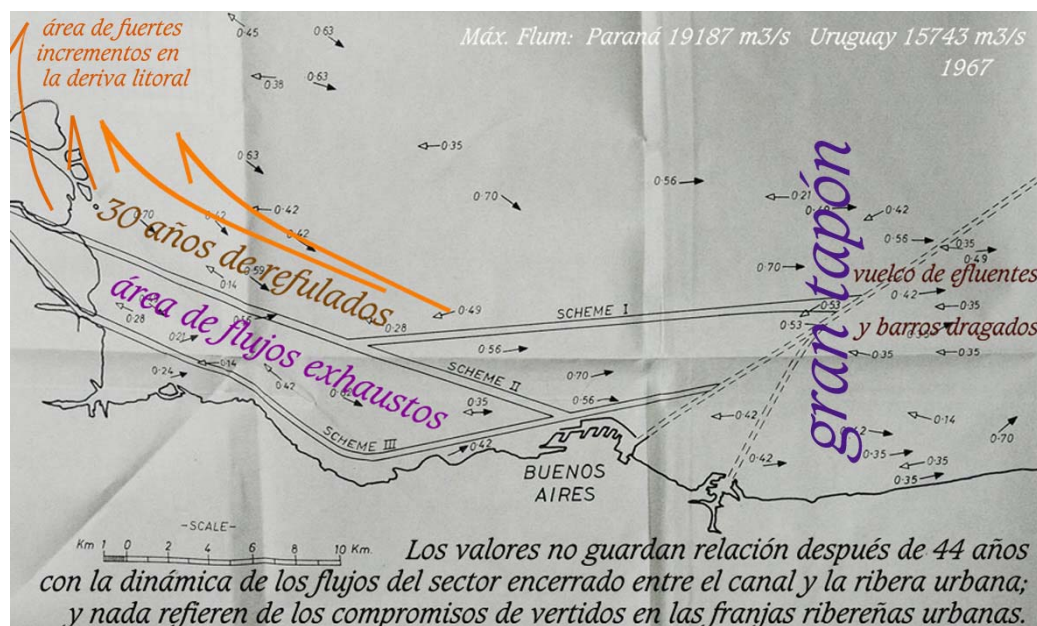 área de fuertes
incrementos en
la deriva litoral
Máx. Flum: Paraná 19187 m3/s Uruguay 15743 m3/s
1967
0·45
0·63
0·38
0·63
0·35
0·63
0·56
0·70
0·21
0·42
0·70
0·42
0·42
0·42
0·56
0·35
0·49
30 años de refulados
gran tapón
0·70
vuelco de efluentes
0·14
0·42
0·35
área de flujos exhaustos
0·28
0·49
SCHEME I
0·53
0·28
0·53
y barros dragados
0·21
0·56
0·35
0·35
0·14
0·24
SCHEME II
0·70
0·42
0·35
0·56
0·42
0·14
SCHEME III
0·42
0·70
0·35
BUENOS
AIRES
0·42
0·35
0·35
-SCALE-
Km 1 0 2 4 6 8 10 Km.
Los valores no guardan relación después de 44 años
con la dinámica de los flujos del sector encerrado entre el canal y la ribera urbana;
y nada refieren de los compromisos de vertidos en las franjas ribereñas urbanas.